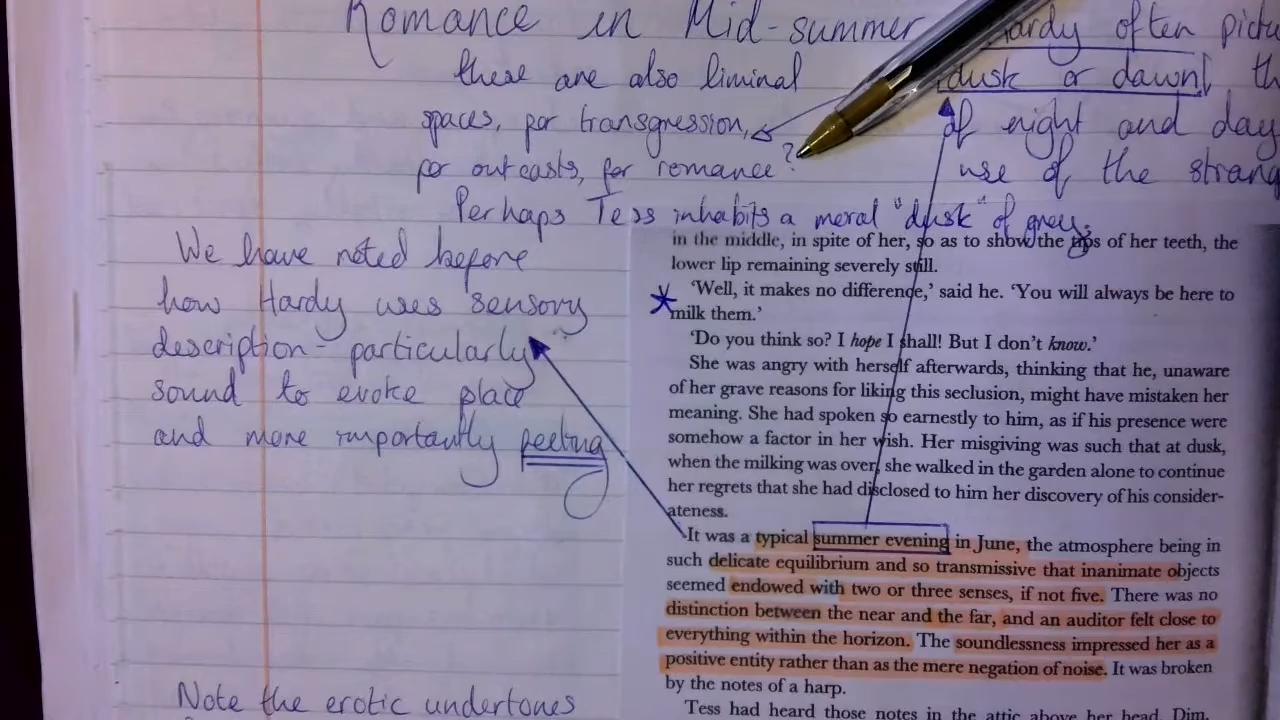 Romance in Mid-summer
Hardy often pictu
these are also liminal
dusk or dawn, th
spaces, for transgression,
of night and day
for outcasts, for romance?
use of the strang
Perhaps Tess inhabits a moral "dusk" of grey.
We have noted before
how Hardy uses sensory
description - particularly
sound to evoke place
and more importantly feeling
in the middle, in spite of her, so as to show the tips of her teeth, the
lower lip remaining severely still.
'Well, it makes no difference,' said he. 'You will always be here to
milk them.'
'Do you think so? I hope I shall! But I don't know.'
She was angry with herself afterwards, thinking that he, unaware
of her grave reasons for liking this seclusion, might have mistaken her
meaning. She had spoken so earnestly to him, as if his presence were
somehow a factor in her wish. Her misgiving was such that at dusk,
when the milking was over, she walked in the garden alone to continue
her regrets that she had disclosed to him her discovery of his consider-
ateness.
It was a typical summer evening in June, the atmosphere being in
such delicate equilibrium and so transmissive that inanimate objects
seemed endowed with two or three senses, if not five. There was no
distinction between the near and the far, and an auditor felt close to
everything within the horizon. The soundlessness impressed her as a
positive entity rather than as the mere negation of noise. It was broken
by the notes of a harp.
Tess had heard those notes in the attic above her head. Dim,
Note the erotic undertones